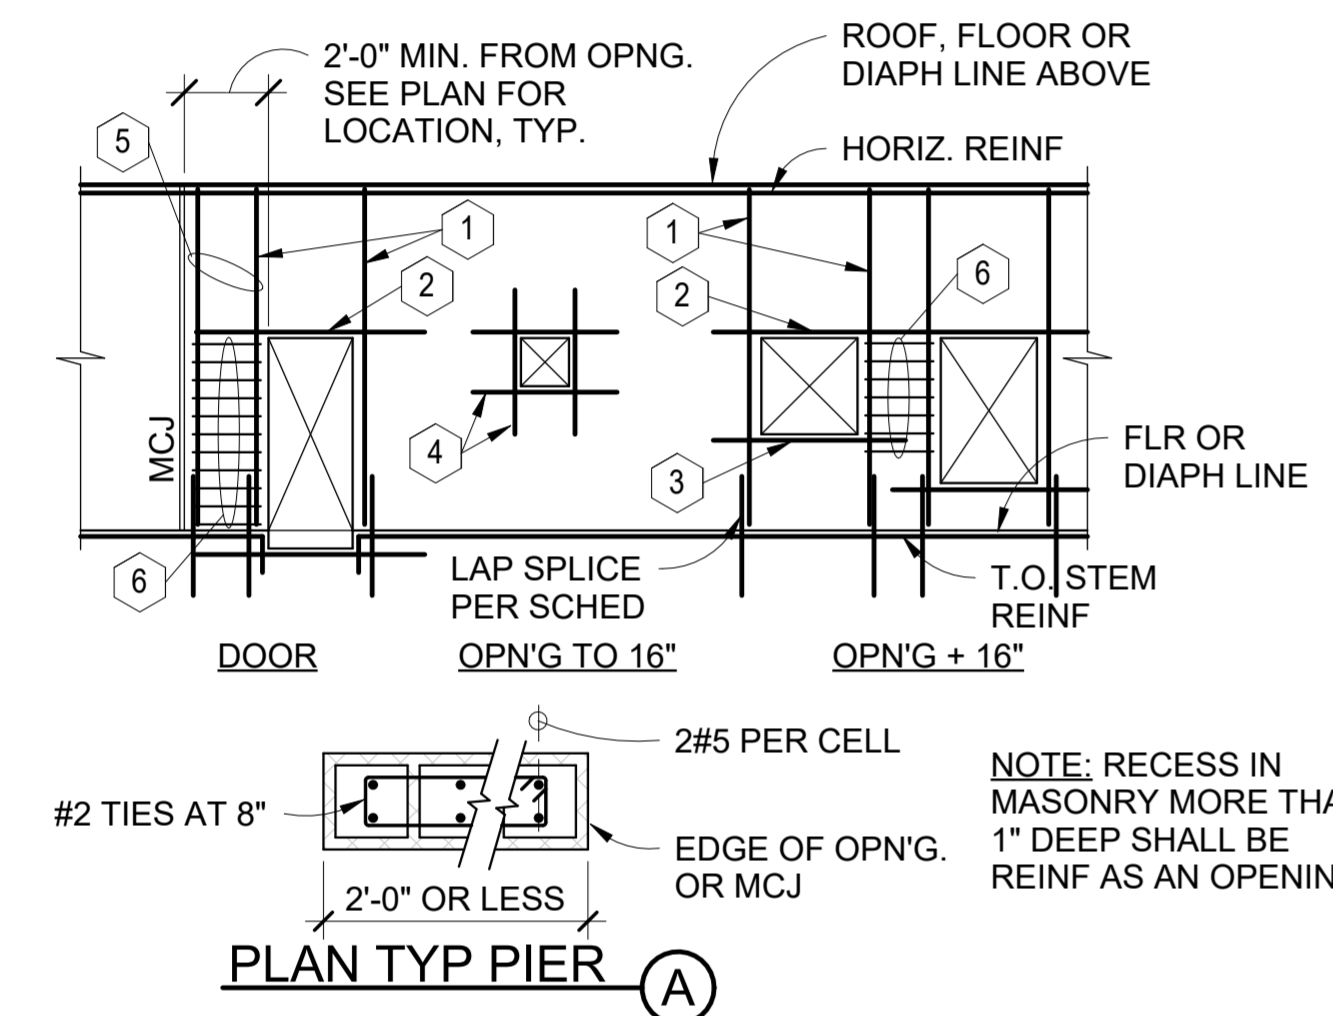 2'-0" MIN. FROM OPNG.
SEE PLAN FOR
LOCATION, TYP.
ROOF, FLOOR OR
DIAPH LINE ABOVE
HORIZ. REINF
5
1
2
1
2
6
4
3
MCJ
FLR OR
DIAPH LINE
6
LAP SPLICE
PER SCHED
T.O. STEM
REINF
DOOR
OPN'G TO 16"
OPN'G + 16"
2#5 PER CELL
#2 TIES AT 8"
EDGE OF OPN'G.
OR MCJ
2'-0" OR LESS
NOTE: RECESS IN
MASONRY MORE THA
1" DEEP SHALL BE
REINF AS AN OPENIN
PLAN TYP PIER
A